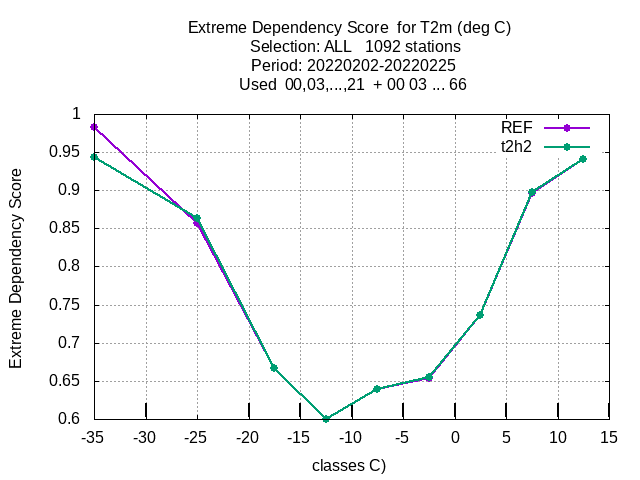 Extreme Dependency Score  for T2m (deg C)
Selection: ALL   1092 stations
Period: 20220202-20220225
Used  00,03,...,21  + 00 03 ... 66
REF
t2h2
1
0.95
0.9
0.85
0.8
0.75
0.7
0.65
0.6
Extreme Dependency Score
-35 -30 -25 -20 -15 -10 -5 0 5 10 15
classes C)